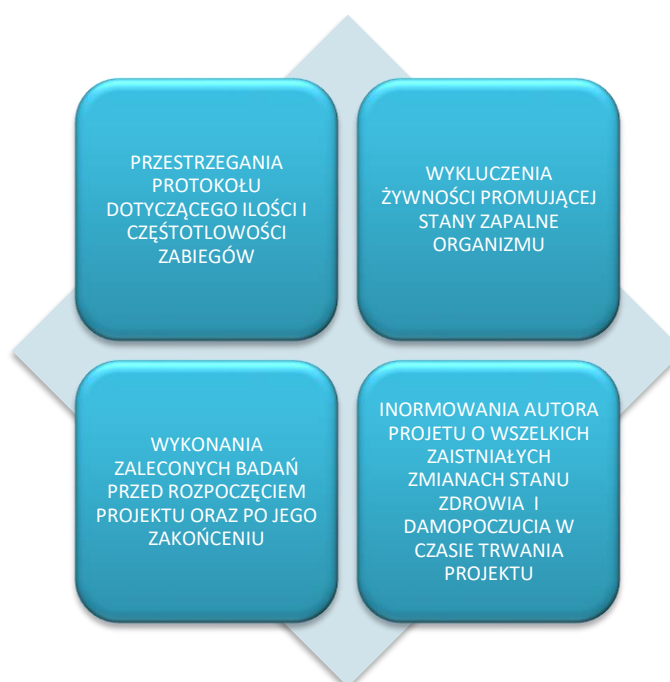 PRZESTRZEGANIA
PROTOKOŁU
DOTYCZĄCEGO ILOŚCI I
CZĘŚTOTLOWOŚCI
ZABIEGÓW
WYKLUCZENIA
ŻYWNOŚCI PROMUJĄCEJ
STANY ZAPALNE
ORGANIZMU
WYKONANIA
ZALECONYCH BADAŃ
PRZED ROZPOCZĘCIEM
PROJEKTU ORAZ PO JEGO
ZAKOŃCENIU
INORMOWANIA AUTORA
PROJETU O WSZELKICH
ZAISTNIAŁYCH
ZMIANACH STANU
ZDROWIA I
DAMOPOCZUCIA W
CZASIE TRWANIA
PROJEKTU